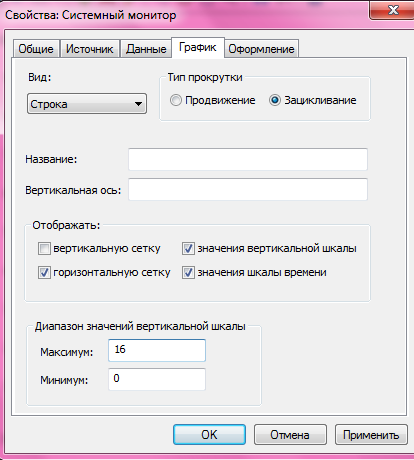 Свойства: Системный монитор
Общие Источник Данные График Оформление
Вид: Тип прокрутки
Строка Продвижение Зацикливание
Название:
Вертикальная ось:
Отображать:
вертикальную сетку значения вертикальной шкалы
горизонтальную сетку значения шкалы времени
Диапазон значений вертикальной шкалы
Максимум: 16
Минимум: 0
OK Отмена Применить